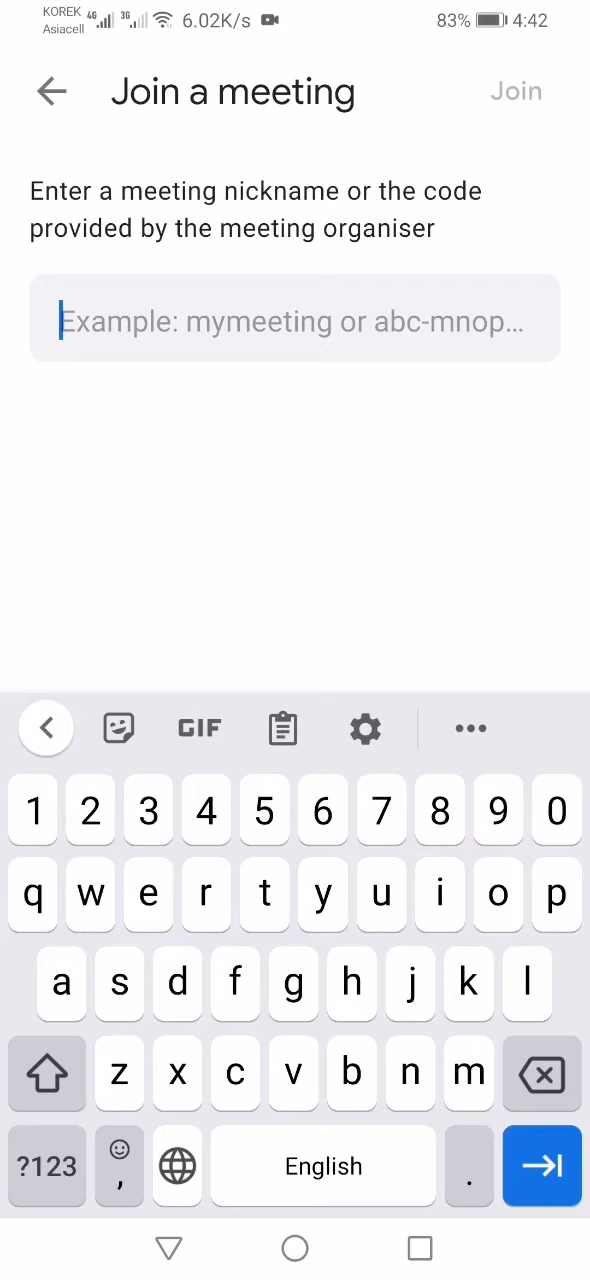 KOREK 4G 3G 6.02K/s 83% 4:42
Asiacell
Join a meeting Join
Enter a meeting nickname or the code
provided by the meeting organiser
Example: mymeeting or abc-mnop...
GIF
1 2 3 4 5 6 7 8 9 0
q w e r t y u i o p
a s d f g h j k l
z x c v b n m
?123 , English .